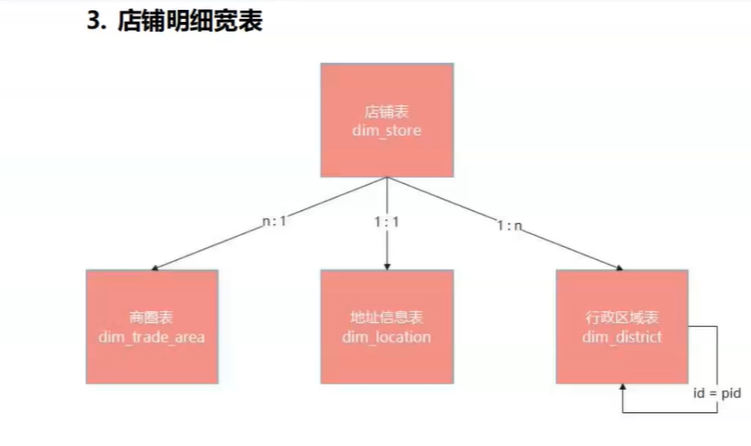 3. 店铺明细宽表
店铺表
dim_store
n:1
1:1
1:n
商圈表
dim_trade_area
地址信息表
dim_location
行政区域表
dim_district
id = pid